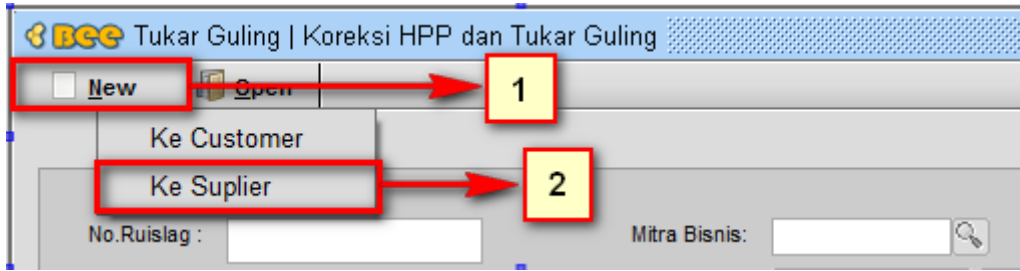 BEE Tukar Guling | Koreksi HPP dan Tukar Guling
New Open 1
Ke Customer
Ke Suplier 2
No.Ruislag : Mitra Bisnis: